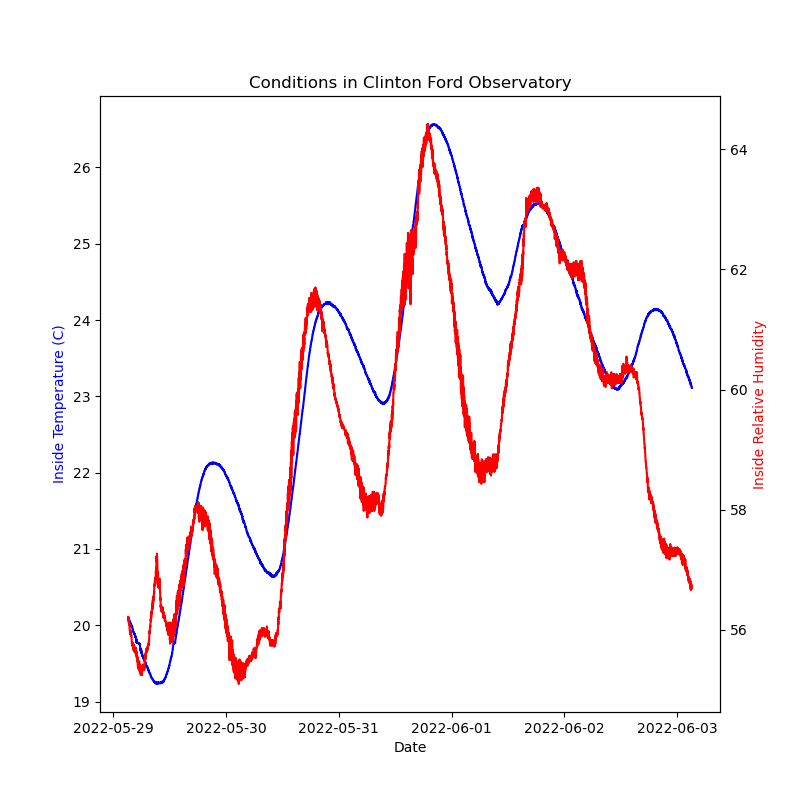 Conditions in Clinton Ford Observatory
26
25
24
23
22
21
20
19
Inside Temperature (C)
64
62
60
58
56
Inside Relative Humidity
2022-05-29 2022-05-30 2022-05-31 2022-06-01 2022-06-02 2022-06-03
Date